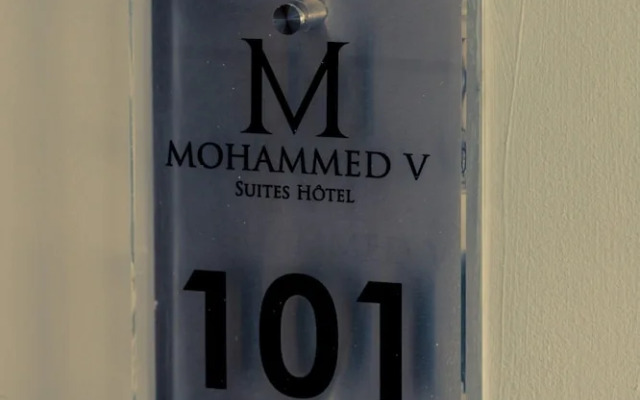 M
MOHAMMED V
SUITES HÔTEL
101